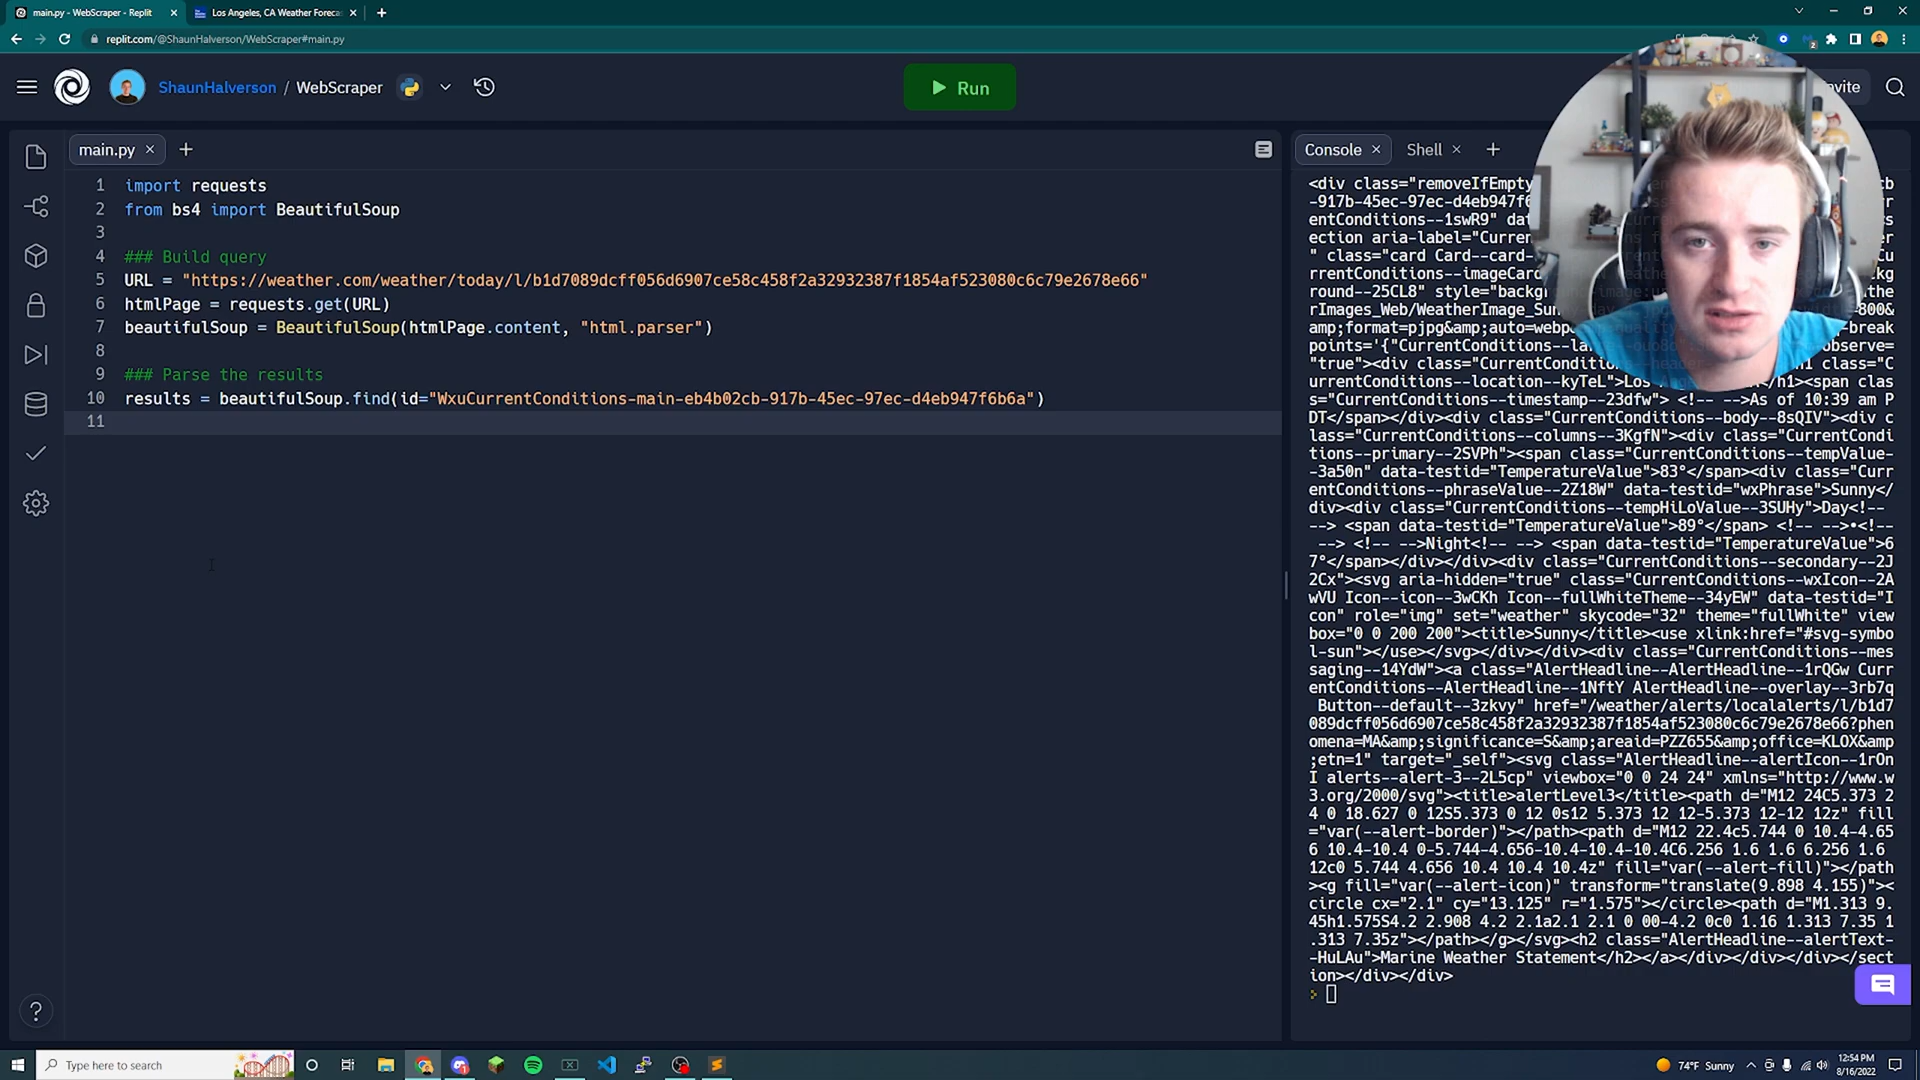 main.py - WebScraper - Replit
Los Angeles, CA Weather Foreca
replit.com/@ShaunHalverson/WebScraper#main.py
ShaunHalverson / WebScraper
Run
main.py
Console
Shell
1 import requests
2 from bs4 import BeautifulSoup
3
4 ### Build query
5 URL = "https://weather.com/weather/today/l/b1d7089dcff056d6907ce58c458f2a32932387f1854af523080c6c79e2678e66"
6 htmlPage = requests.get(URL)
7 beautifulSoup = BeautifulSoup(htmlPage.content, "html.parser")
8
9 ### Parse the results
10 results = beautifulSoup.find(id="WxuCurrentConditions-main-eb4b02cb-917b-45ec-97ec-d4eb947f6b6a")
11
<div class="removeIfEmpty
-917b-45ec-97ec-d4eb947f6
entConditions--1swR9" dat
ection aria-label="Curren
" class="card Card--card-
rrentConditions--imageCard
round--25CL8" style="backgr
rImages_Web/WeatherImage_Sunny
&amp;format=pjpg&amp;auto=webp
points='{"CurrentConditions--la observe=
"true"><div class="CurrentCondition class="C
urrentConditions--location--kyTeL">Los </h1><span clas
s="CurrentConditions--timestamp--23dfw"> <!-- -->As of 10:39 am P
DT</span></div><div class="CurrentConditions--body--8sQIV"><div c
lass="CurrentConditions--columns--3KgfN"><div class="CurrentCondi
tions--primary--2SVPh"><span class="CurrentConditions--tempValue-
-3a50n" data-testid="TemperatureValue">83°</span><div class="Curr
entConditions--phraseValue--2Z18W" data-testid="wxPhrase">Sunny</
div><div class="CurrentConditions--tempHiLoValue--3SUHy">Day<!--
--> <span data-testid="TemperatureValue">89°</span> <!-- -->•<!--
--> <!-- -->Night<!-- --> <span data-testid="TemperatureValue">6
7°</span></div></div><div class="CurrentConditions--secondary--2J
2Cx"><svg aria-hidden="true" class="CurrentConditions--wxIcon--2A
wVU Icon--icon--3wCKh Icon--fullWhiteTheme--34yEW" data-testid="I
con" role="img" set="weather" skycode="32" theme="fullWhite" view
box="0 0 200 200"><title>Sunny</title><use xlink:href="#svg-symbo
l-sun"></use></svg></div></div><div class="CurrentConditions--mes
saging--14YdW"><a class="AlertHeadline--AlertHeadline--1rQGw Curr
entConditions--AlertHeadline--1NftY AlertHeadline--overlay--3rb7q
Button--default--3zkvy" href="/weather/alerts/localalerts/l/b1d7
089dcff056d6907ce58c458f2a32932387f1854af523080c6c79e2678e66?phen
omena=MA&amp;significance=S&amp;areaid=PZZ655&amp;office=KLOX&amp
;etn=1" target="_self"><svg class="AlertHeadline--alertIcon--1rOn
I alerts--alert-3--2L5cp" viewbox="0 0 24 24" xmlns="http://www.w
3.org/2000/svg"><title>alertLevel3</title><path d="M12 24C5.373 2
4 0 18.627 0 12S5.373 0 12 0s12 5.373 12 12-5.373 12-12 12z" fill
="var(--alert-border)"></path><path d="M12 22.4c5.744 0 10.4-4.65
6 10.4-10.4 0-5.744-4.656-10.4-10.4-10.4C6.256 1.6 1.6 6.256 1.6
12c0 5.744 4.656 10.4 10.4 10.4z" fill="var(--alert-fill)"></path
><g fill="var(--alert-icon)" transform="translate(9.898 4.155)"><
circle cx="2.1" cy="13.125" r="1.575"></circle><path d="M1.313 9.
45h1.575S4.2 2.908 4.2 2.1a2.1 2.1 0 00-4.2 0c0 1.16 1.313 7.35 1
.313 7.35z"></path></g></svg><h2 class="AlertHeadline--alertText-
-HuLAu">Marine Weather Statement</h2></a></div></div></div></sect
ion></div></div>
Type here to search
74°F Sunny
12:54 PM
8/16/2022